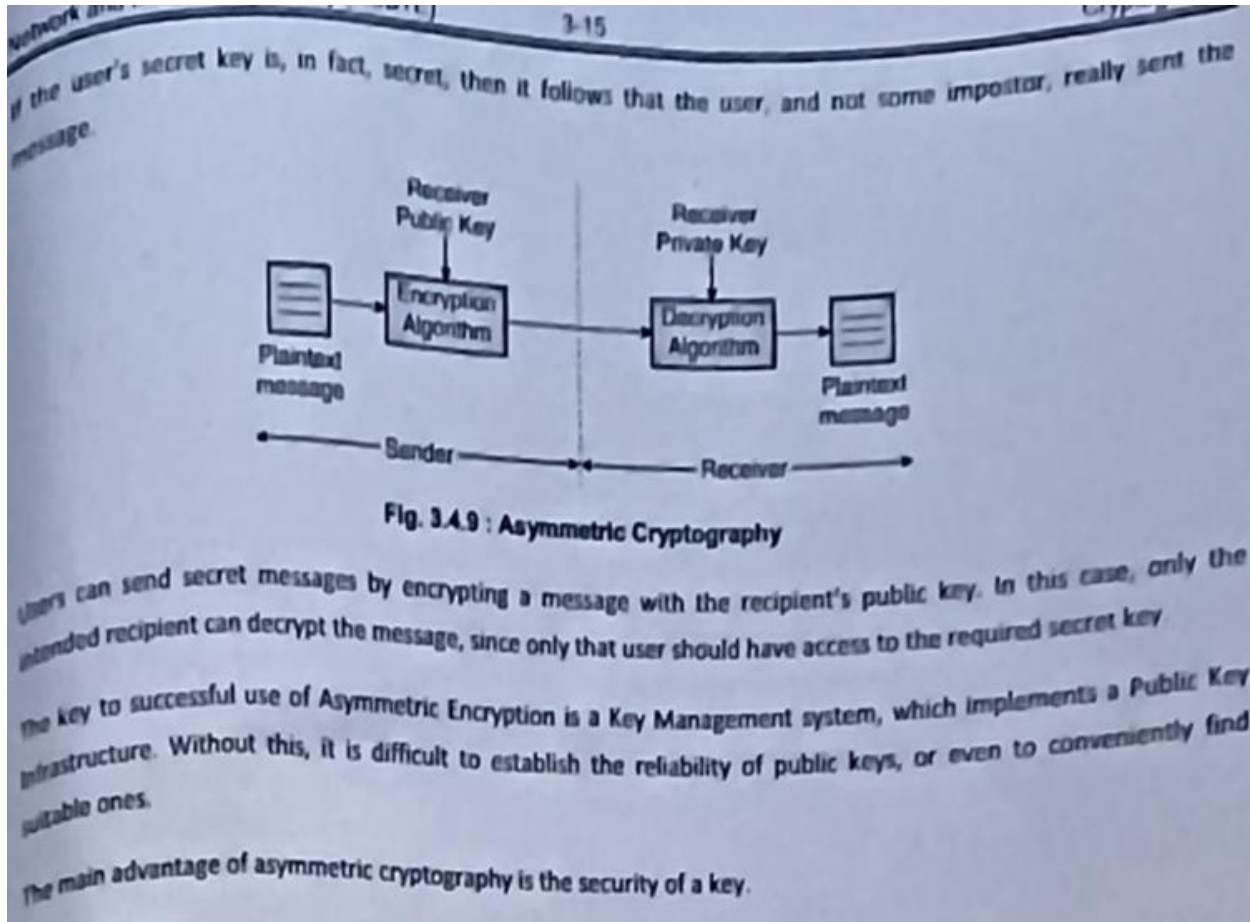 Network and
3-15
If the user's secret key is, in fact, secret, then it follows that the user, and not some impostor, really sent the
message.
Receiver
Public Key
Receiver
Private Key
Encryption
Algorithm
Decryption
Algorithm
Plaintext
message
Plaintext
message
Sender
Receiver
Fig. 3.4.9 : Asymmetric Cryptography
Users can send secret messages by encrypting a message with the recipient's public key. In this case, only the
intended recipient can decrypt the message, since only that user should have access to the required secret key.
The key to successful use of Asymmetric Encryption is a Key Management system, which implements a Public Key
Infrastructure. Without this, it is difficult to establish the reliability of public keys, or even to conveniently find
suitable ones.
The main advantage of asymmetric cryptography is the security of a key.